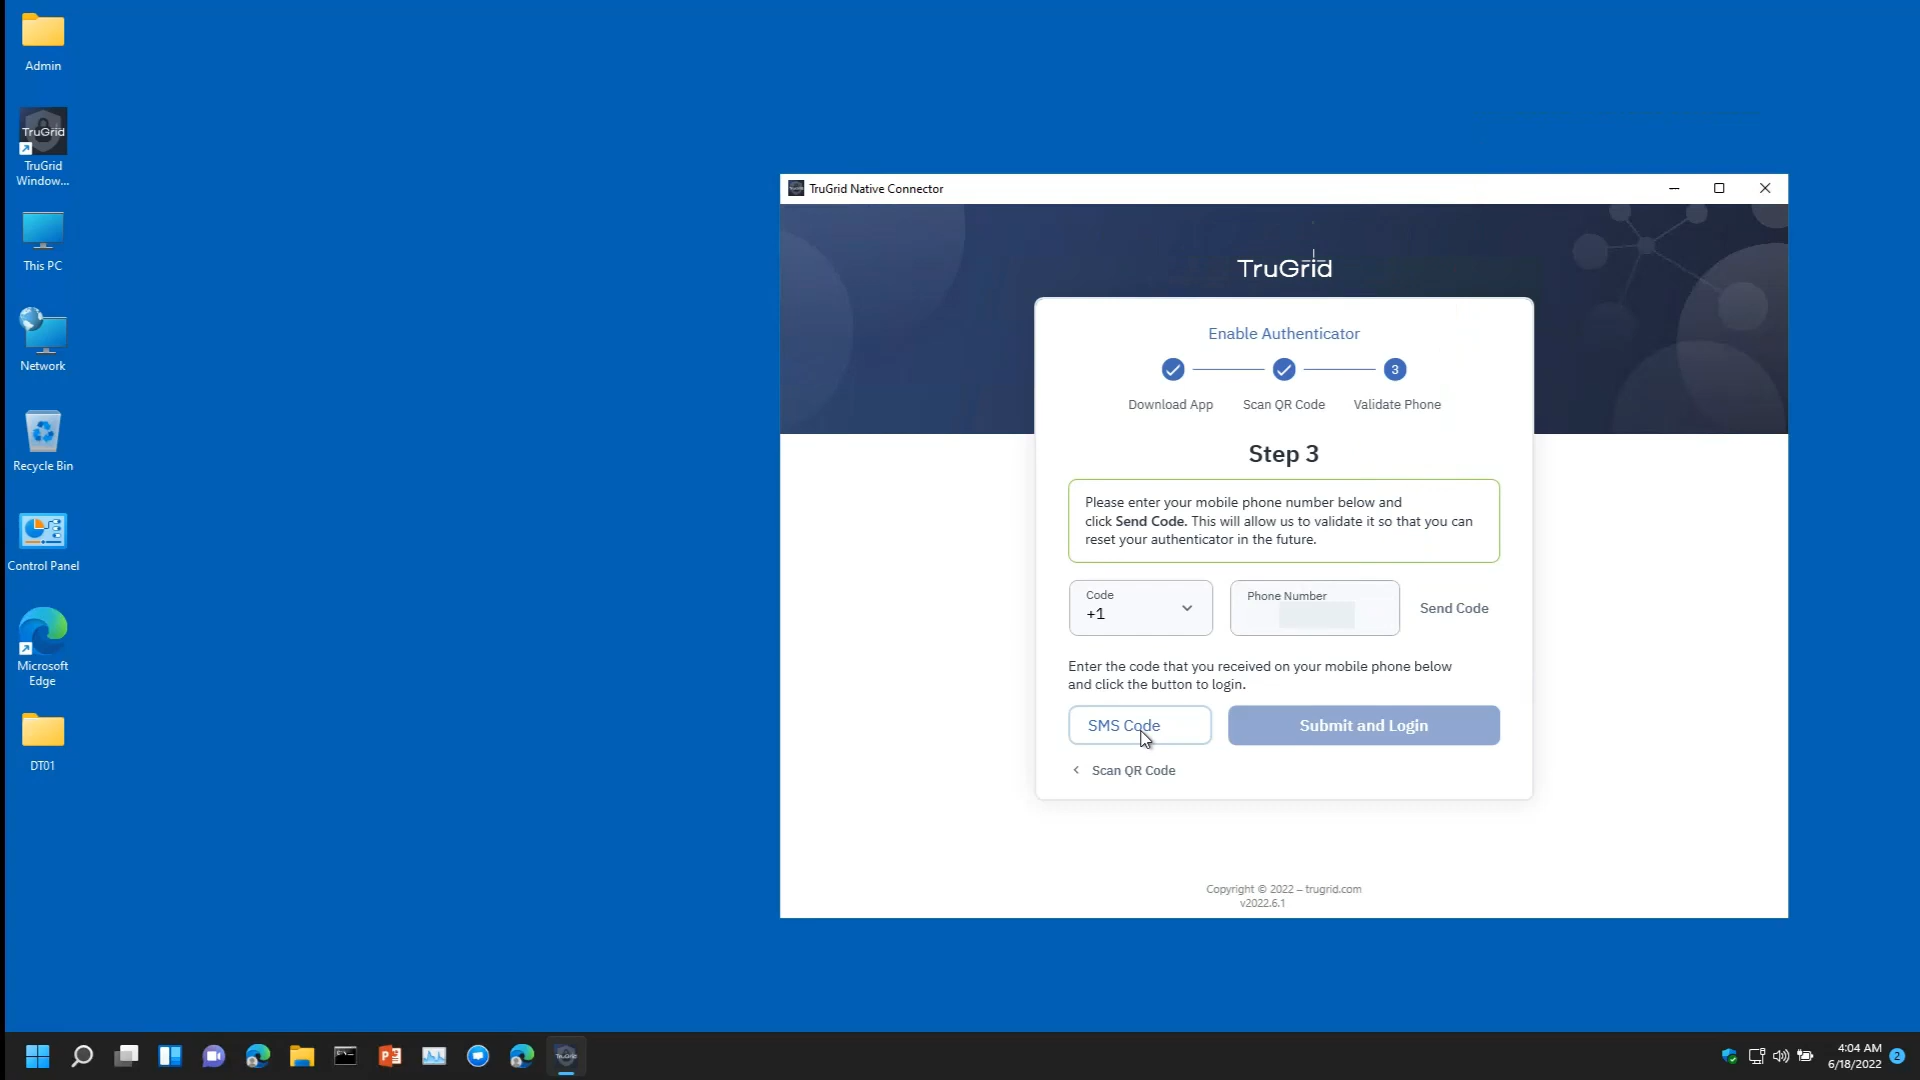 Admin
TruGrid
TruGrid
Window...
This PC
Network
Recycle Bin
Control Panel
Microsoft
Edge
DT01
TruGrid Native Connector
TruGrid
Enable Authenticator
3
Download App
Scan QR Code
Validate Phone
Step 3
Please enter your mobile phone number below and
click Send Code. This will allow us to validate it so that you can
reset your authenticator in the future.
Code
+1
Phone Number
Send Code
Enter the code that you received on your mobile phone below
and click the button to login.
SMS Code
Submit and Login
Scan QR Code
Copyright © 2022 – trugrid.com
v2022.6.1
TruGrid
4:04 AM
6/18/2022
2